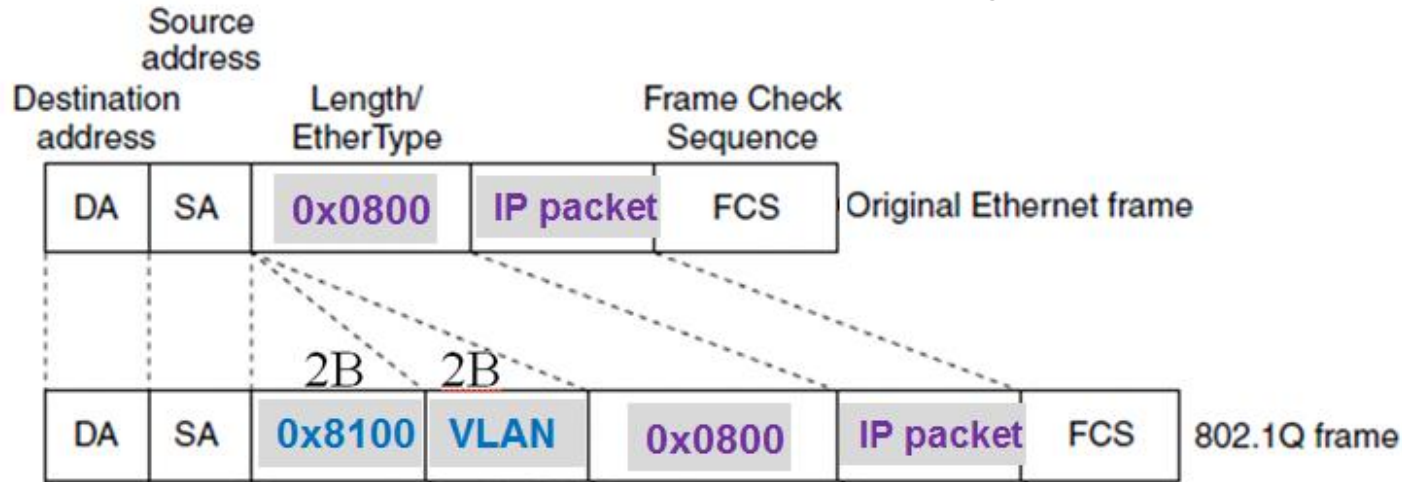 Source
address
Destination
address
Length/
EtherType
Frame Check
Sequence
DA SA 0x0800 IP packet FCS Original Ethernet frame
2B 2B
DA SA 0x8100 VLAN 0x0800 IP packet FCS 802.1Q frame